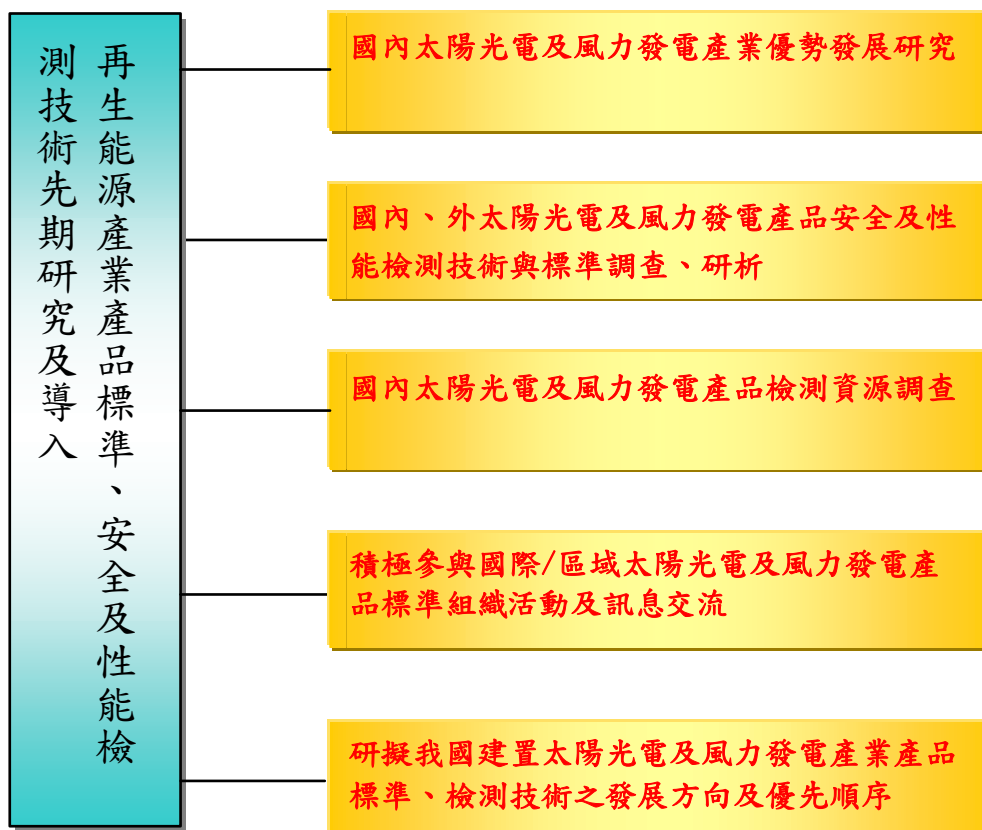 再生能源產業產品標準、安全及性能檢
測技術先期研究及導入
國內太陽光電及風力發電產業優勢發展研究
國內、外太陽光電及風力發電產品安全及性
能檢測技術與標準調查、研析
國內太陽光電及風力發電產品檢測資源調查
積極參與國際/區域太陽光電及風力發電產
品標準組織活動及訊息交流
研擬我國建置太陽光電及風力發電產業產品
標準、檢測技術之發展方向及優先順序